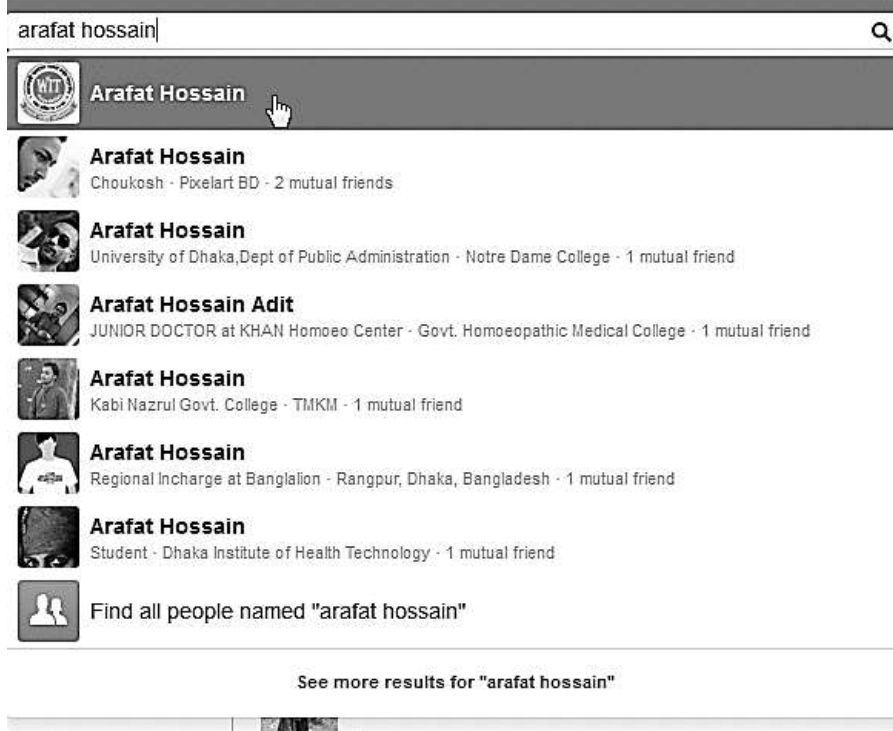 arafat hossain
WIT
Arafat Hossain
Arafat Hossain
Choukosh · Pixelart BD · 2 mutual friends
Arafat Hossain
University of Dhaka,Dept of Public Administration · Notre Dame College · 1 mutual friend
Arafat Hossain Adit
JUNIOR DOCTOR at KHAN Homoeo Center · Govt. Homoeopathic Medical College · 1 mutual friend
Arafat Hossain
Kabi Nazrul Govt. College · TMKM · 1 mutual friend
Arafat Hossain
Regional Incharge at Banglalion · Rangpur, Dhaka, Bangladesh · 1 mutual friend
Arafat Hossain
Student · Dhaka Institute of Health Technology · 1 mutual friend
Find all people named "arafat hossain"
See more results for "arafat hossain"